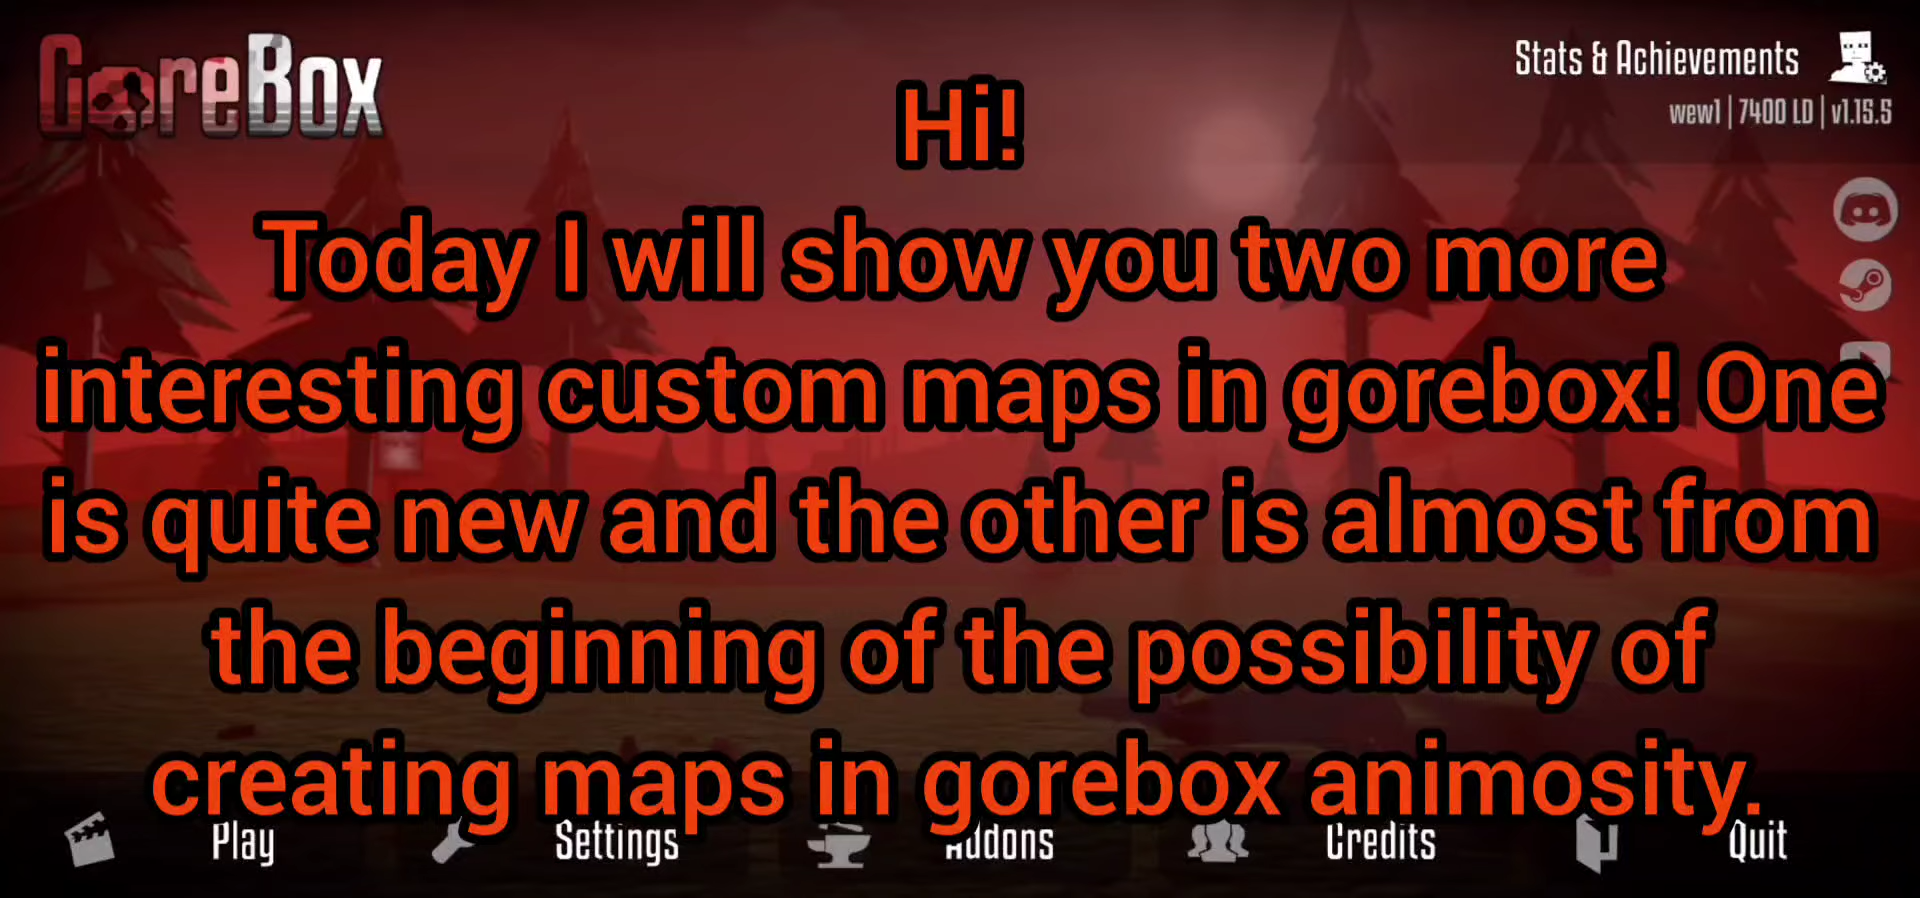 GoreBox
Stats & Achievements
wew1 | 7400 LD | v1.15.5
Hi!
Today I will show you two more
interesting custom maps in gorebox! One
is quite new and the other is almost from
the beginning of the possibility of
creating maps in gorebox animosity.
Play
Settings
Addons
Credits
Quit